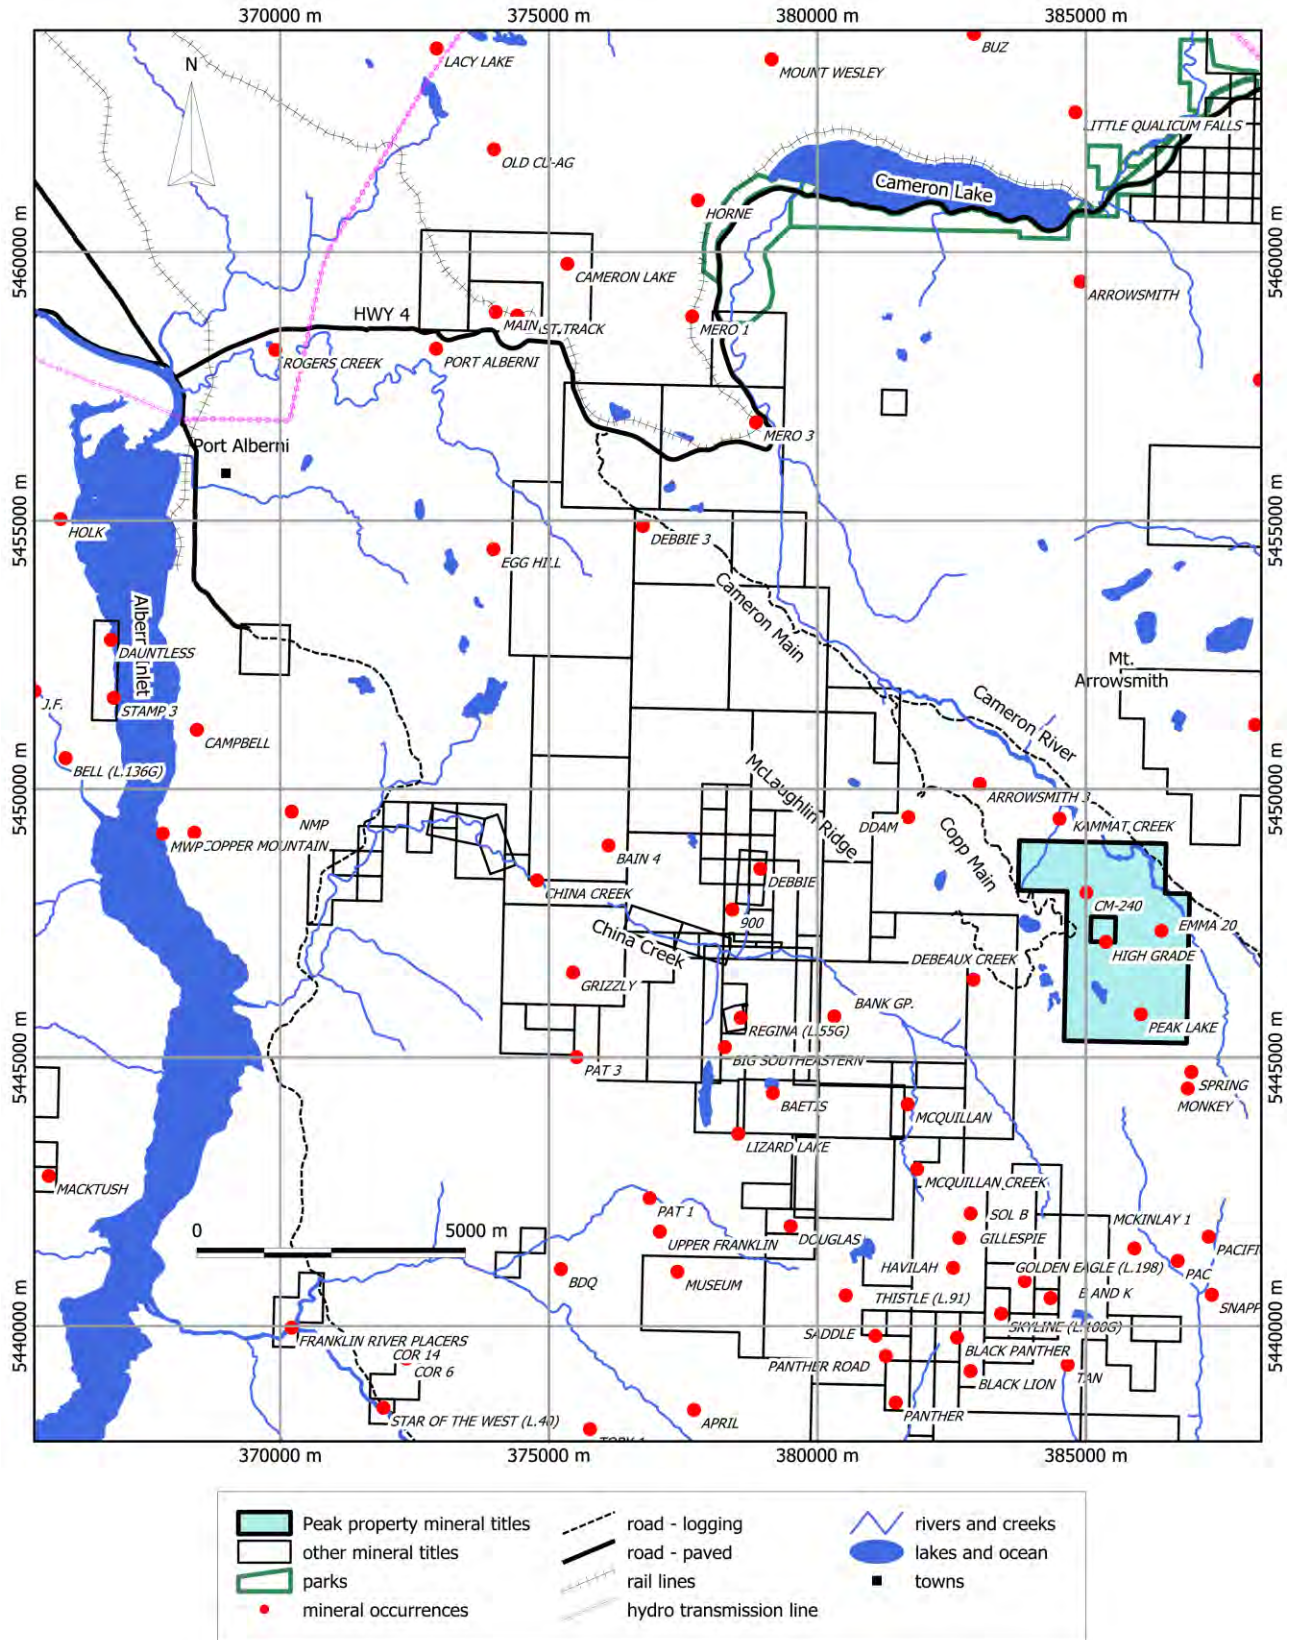 370000 m
375000 m
380000 m
385000 m
N
LACY LAKE
BUZ
MOUNT WESLEY
LITTLE QUALICUM FALLS
OLD CU-AG
Cameron Lake
HORNE
5460000 m
5460000 m
CAMERON LAKE
ARROWSMITH
HWY 4
MAIN
ST.TRACK
MERO 1
ROGERS CREEK
PORT ALBERNI
MERO 3
Port Alberni
5455000 m
5455000 m
HOLK
DEBBIE 3
EGG HILL
Cameron Main
Alberni Inlet
DAUNTLESS
Mt.
Arrowsmith
J.F.
STAMP 3
Cameron River
CAMPBELL
BELL (L.136G)
McLaughlin Ridge
5450000 m
5450000 m
ARROWSMITH 3
NMP
DDAM
KAMMAT CREEK
MWP
COPPER MOUNTAIN
Copp Main
BAIN 4
DEBBIE
CHINA CREEK
CM-240
900
EMMA 20
China Creek
DEBEAUX CREEK
HIGH GRADE
GRIZZLY
BANK GP.
REGINA (L.55G)
PEAK LAKE
5445000 m
5445000 m
PAT 3
BIG SOUTHEASTERN
SPRING
BAETIS
MONKEY
MCQUILLAN
LIZARD LAKE
MACKTUSH
MCQUILLAN CREEK
PAT 1
SOL B
MCKINLAY 1
0
5000 m
DOUGLAS
GILLESPIE
UPPER FRANKLIN
PACIFI
HAVILAH
GOLDEN EAGLE (L.198)
PAC
BDQ
MUSEUM
THISTLE (L.91)
B AND K
SNAPP
5440000 m
5440000 m
FRANKLIN RIVER PLACERS
SADDLE
SKYLINE (L.100G)
COR 14
BLACK PANTHER
COR 6
PANTHER ROAD
BLACK LION
TAN
STAR OF THE WEST (L.40)
APRIL
PANTHER
370000 m
375000 m
380000 m
385000 m
Peak property mineral titles
other mineral titles
parks
mineral occurrences
road - logging
road - paved
rail lines
hydro transmission line
rivers and creeks
lakes and ocean
towns